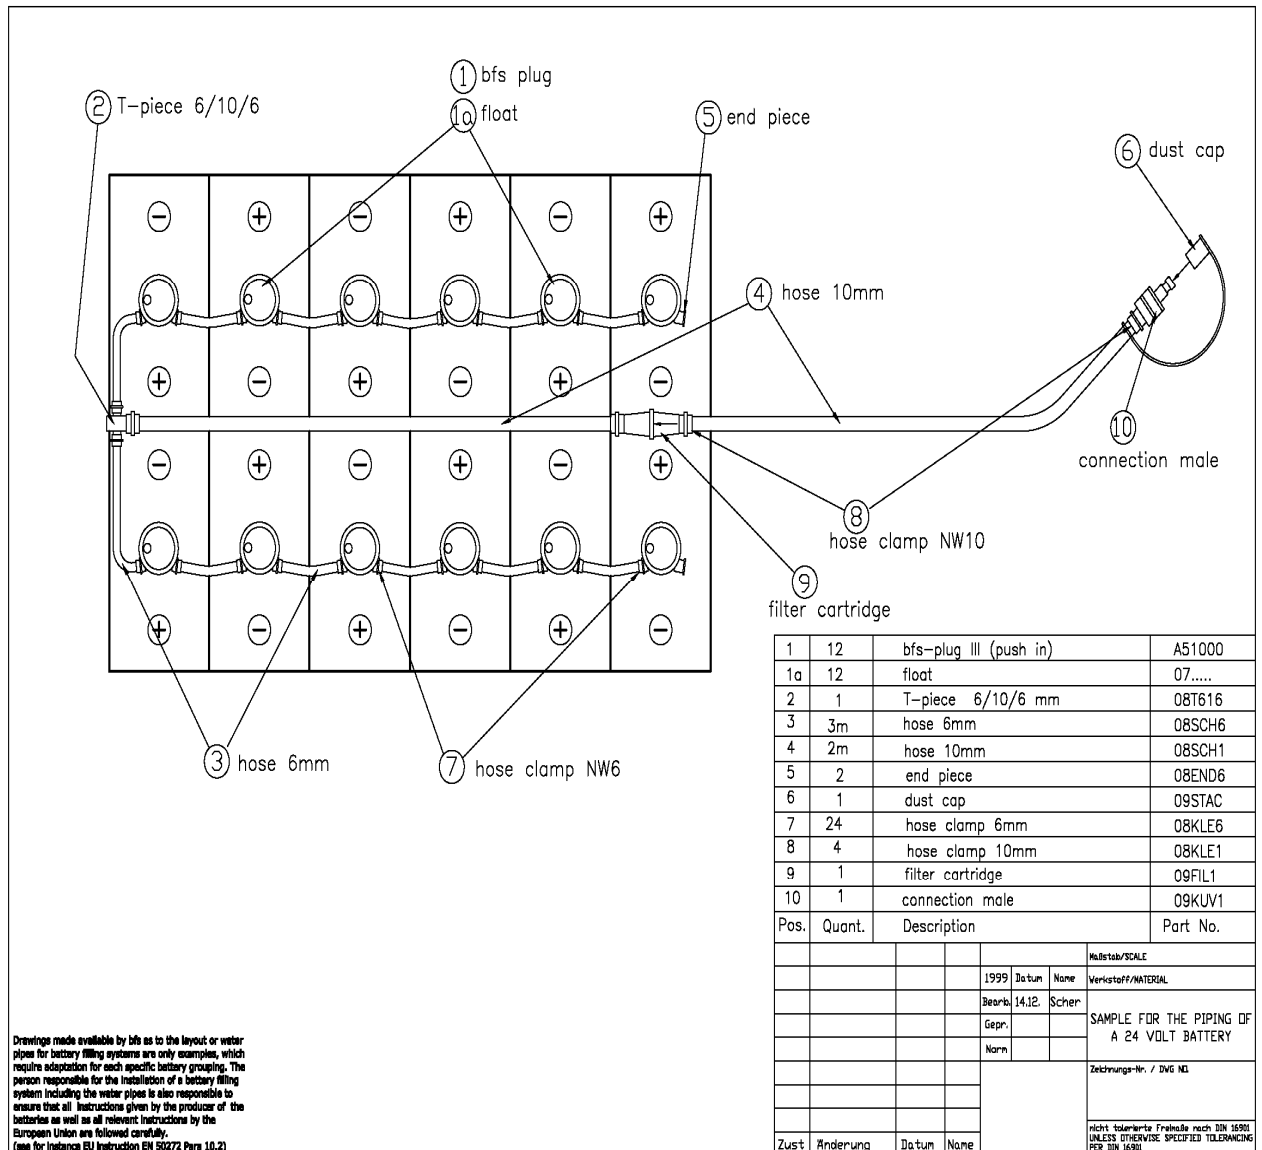 1 bfs plug
2 T-piece 6/10/6
1a float
5 end piece
6 dust cap
4 hose 10mm
10
connection male
8
hose clamp NW10
9
filter cartridge
3 hose 6mm
7 hose clamp NW6
− + − + − +
+ − + − + −
− + − + − +
+ − + − + −
1 12 bfs-plug III (push in) A51000
1a 12 float 07.....
2 1 T-piece 6/10/6 mm 08T616
3 3m hose 6mm 08SCH6
4 2m hose 10mm 08SCH1
5 2 end piece 08END6
6 1 dust cap 09STAC
7 24 hose clamp 6mm 08KLE6
8 4 hose clamp 10mm 08KLE1
9 1 filter cartridge 09FIL1
10 1 connection male 09KUV1
Pos. Quant. Description Part No.
Maßstab/SCALE
1999 Datum Name Werkstoff/MATERIAL
Bearb. 14.12. Scher
Gepr.
Norm
SAMPLE FOR THE PIPING OF
A 24 VOLT BATTERY
Zeichnungs-Nr. / DWG NO.
Zust Änderung Datum Name
nicht tolerierte Freimaße nach DIN 16901
UNLESS OTHERWISE SPECIFIED TOLERANCING
PER DIN 16901
Drawings made available by bfs as to the layout or water
pipes for battery filling systems are only examples, which
require adaptation for each specific battery grouping. The
person responsible for the installation of a battery filling
system including the water pipes is also responsible to
ensure that all instructions given by the producer of the
batteries as well as all relevant instructions by the
European Union are followed carefully.
(see for instance EU instruction EN 50272 Para 10.2)